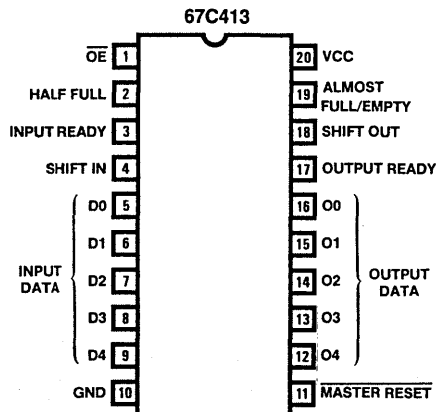 67C413
OE 1
20 VCC
HALF FULL 2
19 ALMOST
FULL/EMPTY
INPUT READY 3
18 SHIFT OUT
SHIFT IN 4
17 OUTPUT READY
D0 5
16 O0
D1 6
15 O1
INPUT
DATA
D2 7
14 O2
OUTPUT
DATA
D3 8
13 O3
D4 9
12 O4
GND 10
11 MASTER RESET